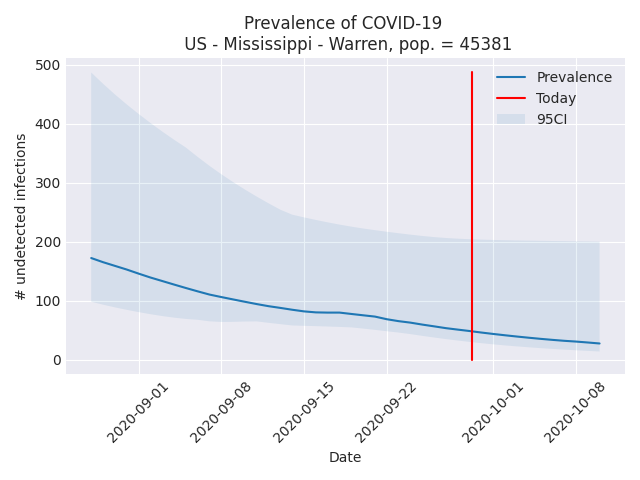 Prevalence of COVID-19
US - Mississippi - Warren, pop. = 45381
# undetected infections
500
400
300
200
100
0
Prevalence
Today
95CI
2020-09-01
2020-09-08
2020-09-15
2020-09-22
2020-10-01
2020-10-08
Date